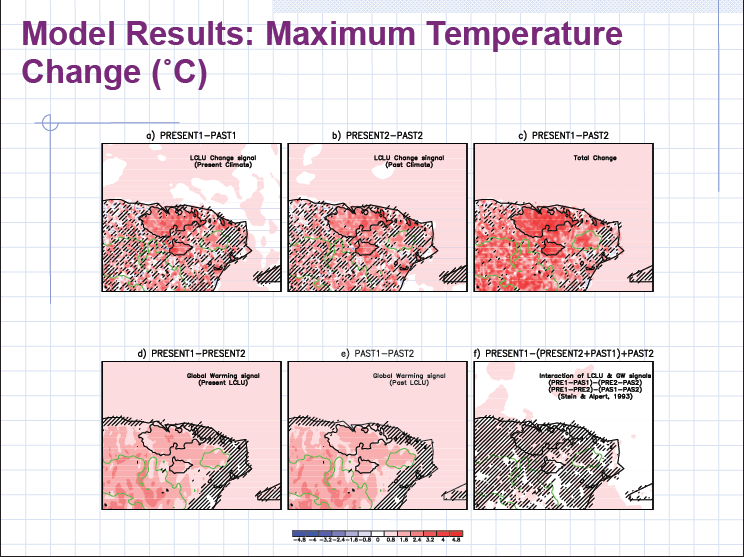 Model Results: Maximum Temperature
Change (˚C)
a) PRESENT1−PAST1
LCLU Change signal
(Present Climate)
b) PRESENT2−PAST2
LCLU Change singnal
(Past Climate)
c) PRESENT1−PAST2
Total Change
d) PRESENT1−PRESENT2
Global Warming signal
(Present LCLU)
e) PAST1−PAST2
Global Warming signal
(Past LCLU)
f) PRESENT1−(PRESENT2+PAST1)+PAST2
Interaction of LCLU & GW signals
(PRE1−PAS1)−(PRE2−PAS2)
(PRE1−PRE2)−(PAS1−PAS2)
(Stein & Alpert, 1993)
−4.8 −4 −3.2 −2.4 −1.6 −0.8 0 0.8 1.6 2.4 3.2 4 4.8